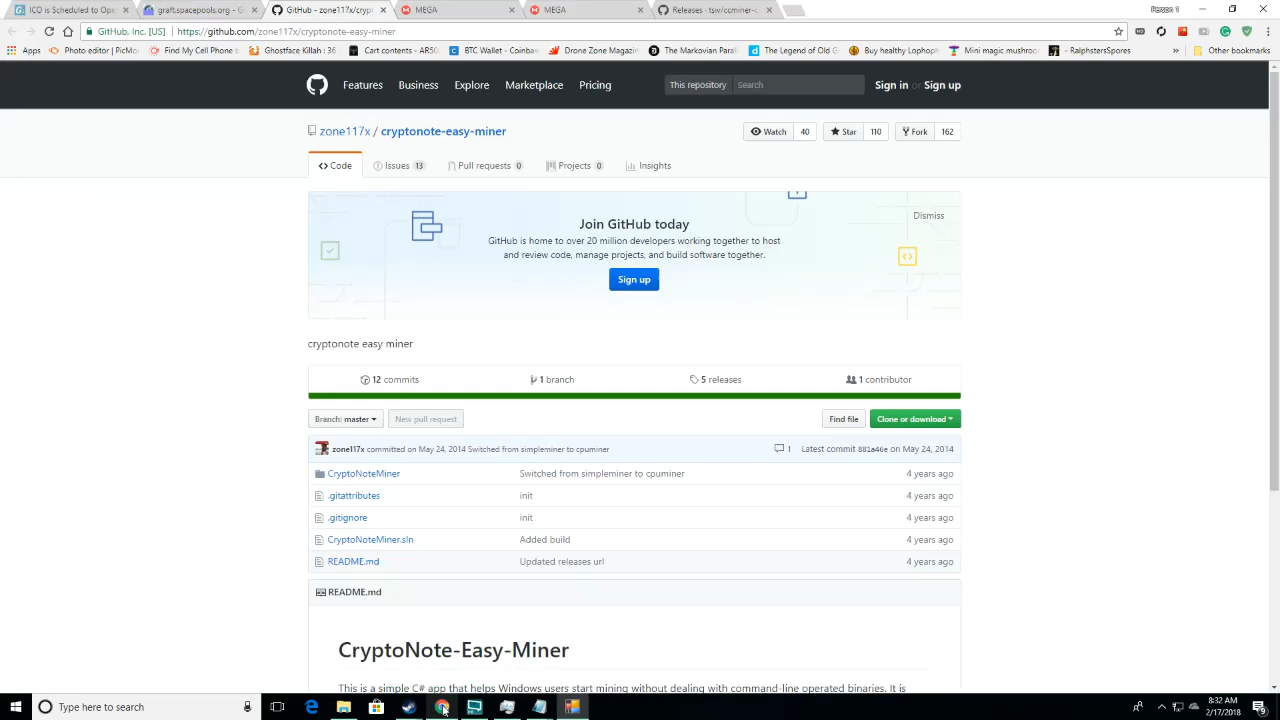 ICO is Scheduled to Ope
graft.spacepools.org - G
GitHub - zone117x/crypt
MEGA
MEGA
Releases - tsw/ccminer-c
Person 1
GitHub, Inc. [US]
https://github.com/zone117x/cryptonote-easy-miner
Apps
Photo editor | PicMon
Find My Cell Phone
Ghostface Killah : 36
Cart contents - AR5
BTC Wallet - Coinbas
Drone Zone Magazin
The Markovian Para
The Legend of Old G
Buy healthy Lophoph
Mini magic mushroo
- RalphstersSpores
»
Other bookmarks
Features
Business
Explore
Marketplace
Pricing
This repository
Search
Sign in or Sign up
zone117x / cryptonote-easy-miner
Watch 40
Star 110
Fork 162
Code
Issues 13
Pull requests 0
Projects 0
Insights
Join GitHub today
Dismiss
GitHub is home to over 20 million developers working together to host
and review code, manage projects, and build software together.
Sign up
cryptonote easy miner
12 commits
1 branch
5 releases
1 contributor
Branch: master
New pull request
Find file
Clone or download
zone117x committed on May 24, 2014 Switched from simpleminer to cpuminer
1
Latest commit 881a46e on May 24, 2014
CryptoNoteMiner
Switched from simpleminer to cpuminer
4 years ago
.gitattributes
init
4 years ago
.gitignore
init
4 years ago
CryptoNoteMiner.sln
Added build
4 years ago
README.md
Updated releases url
4 years ago
README.md
CryptoNote-Easy-Miner
This is a simple C# app that helps Windows users start mining without dealing with command-line operated binaries. It is
Type here to search
8:32 AM
2/17/2018